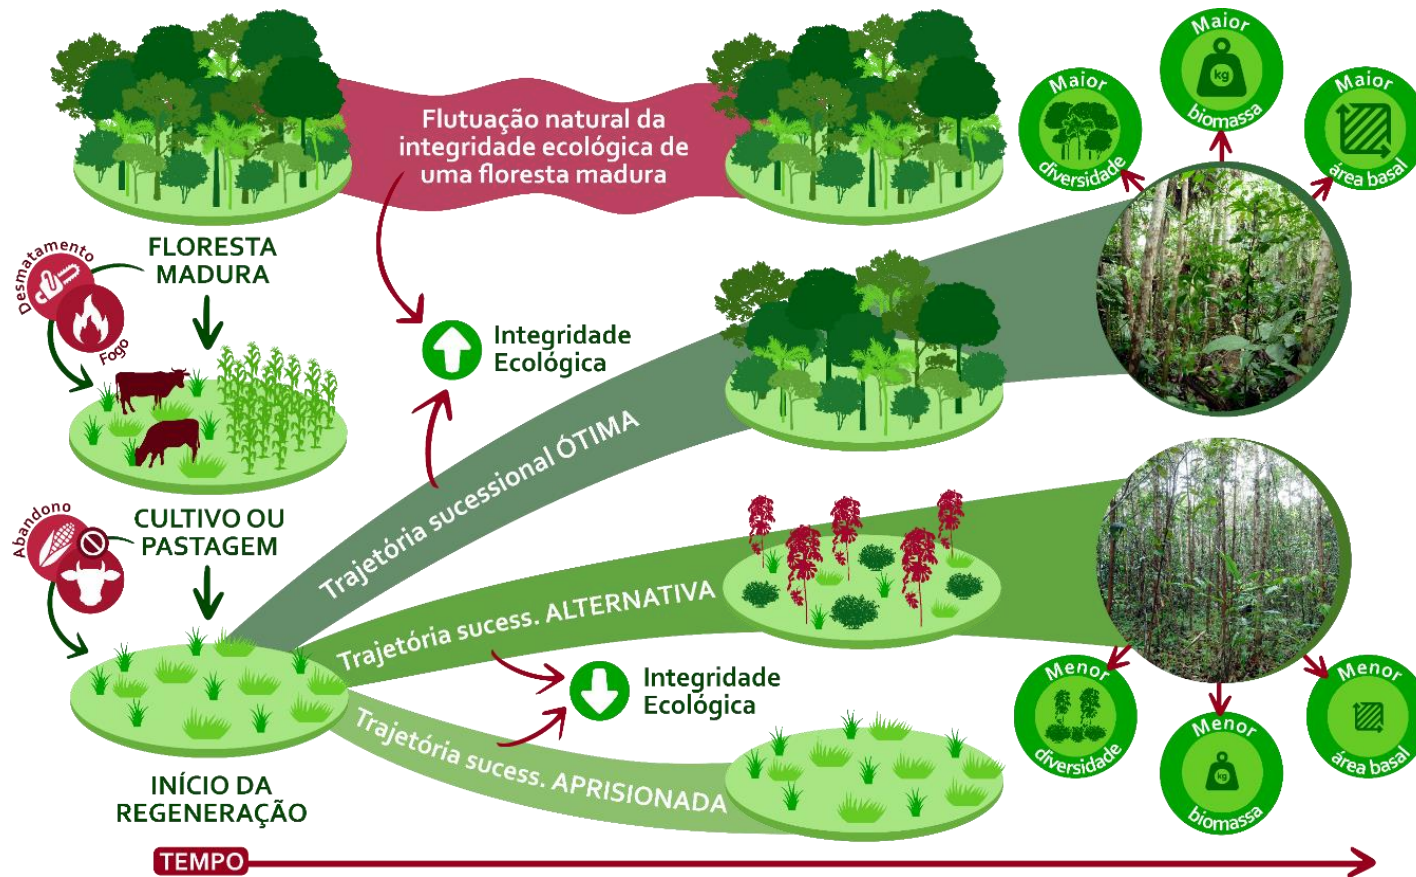 Flutuação natural da
integridade ecológica de
uma floresta madura
Maior
diversidade
Maior
kg
biomassa
Maior
área basal
Desmatamento
Fogo
FLORESTA
MADURA
Integridade
Ecológica
Trajetória sucessional ÓTIMA
Abandono
CULTIVO OU
PASTAGEM
Trajetória sucess. ALTERNATIVA
Integridade
Ecológica
Trajetória sucess. APRISIONADA
Menor
diversidade
Menor
kg
biomassa
Menor
área basal
INÍCIO DA
REGENERAÇÃO
TEMPO